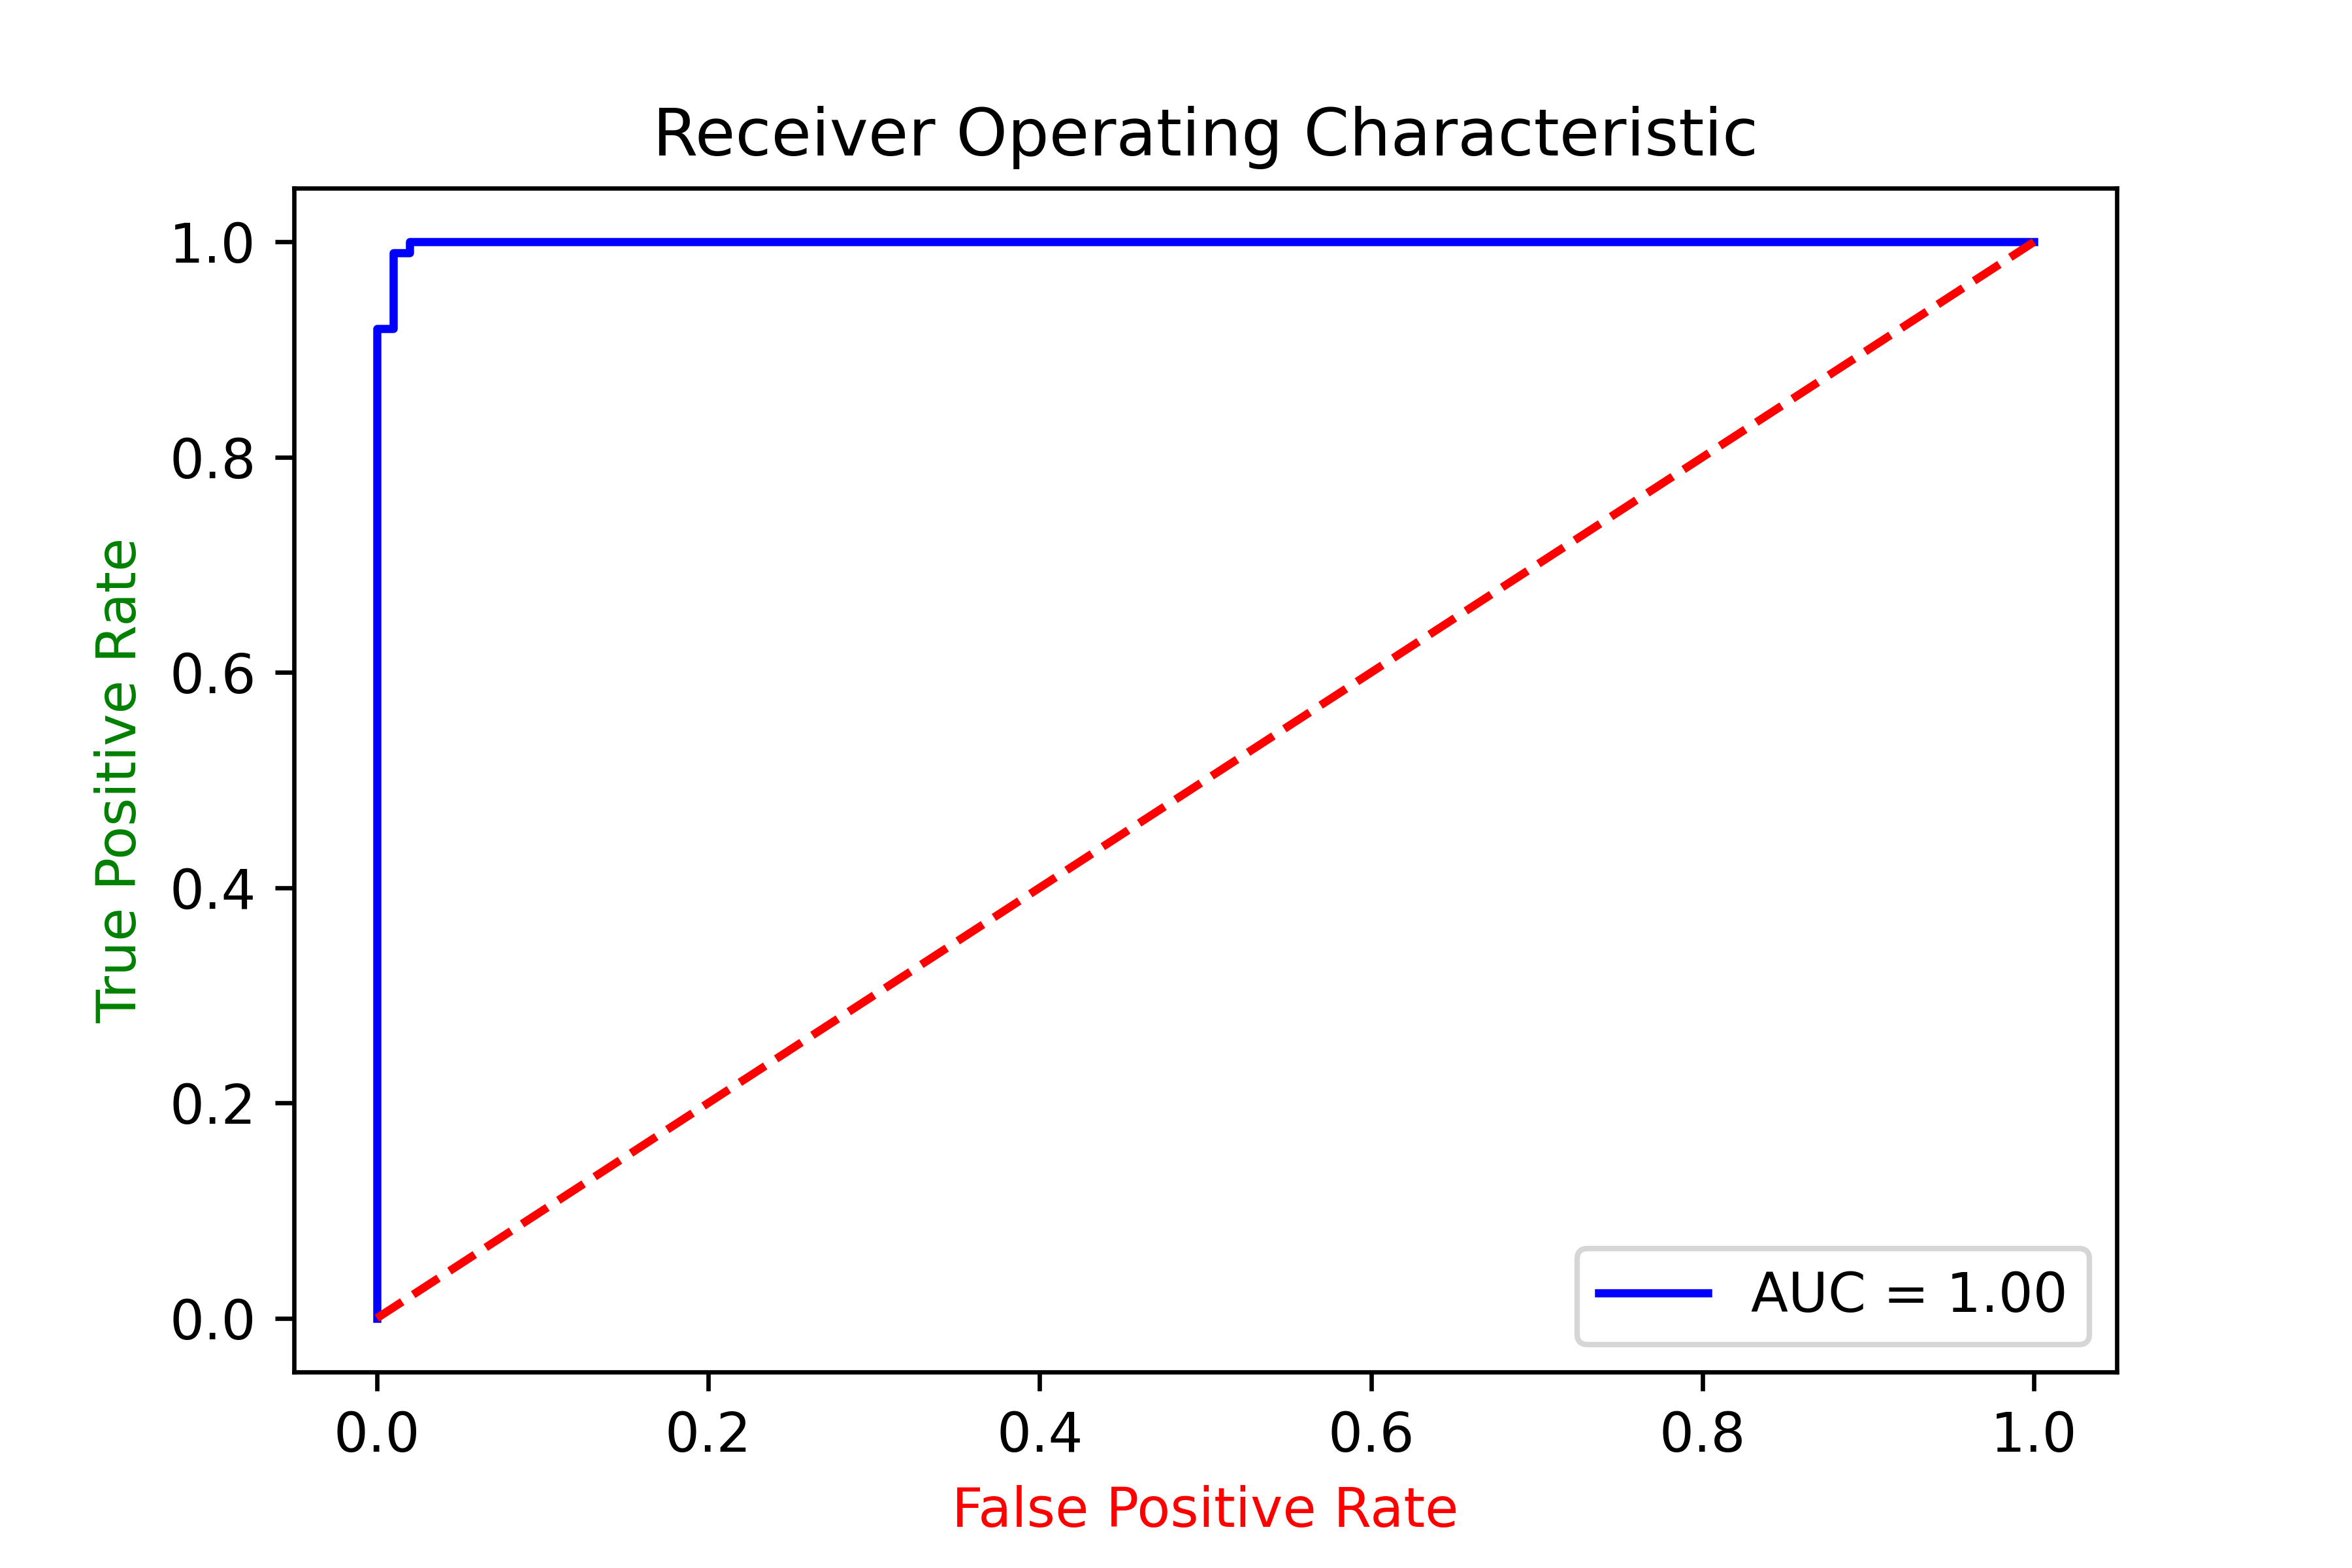 Receiver Operating Characteristic
True Positive Rate
1.0
0.8
0.6
0.4
0.2
0.0
AUC = 1.00
0.0 0.2 0.4 0.6 0.8 1.0
False Positive Rate